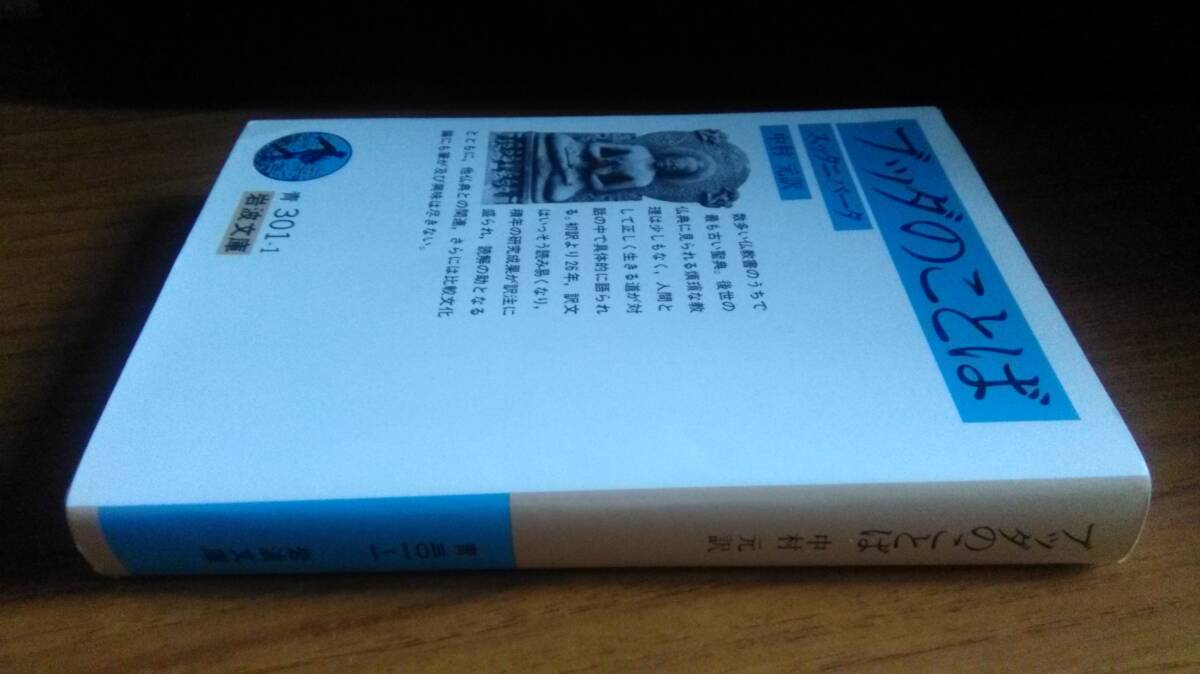 ブッダのことば
スッタニパータ
中村 元訳
数多い仏教書のうちで
最も古い聖典。後世の
仏典に見られる煩瑣な教
理は少しもなく、人間と
して正しく生きる道が対
話の中で具体的に語られ
る。初訳より26年、訳文
はいっそう読み易くなり、
積年の研究成果が訳注に
盛られ、読解の助となる
とともに、他仏典との関連、さらには比較文化
論にも筆が及び興味は尽きない。
青 301-1
岩波文庫
ブッダのことば 中村 元訳
青 三〇一-一
岩波文庫